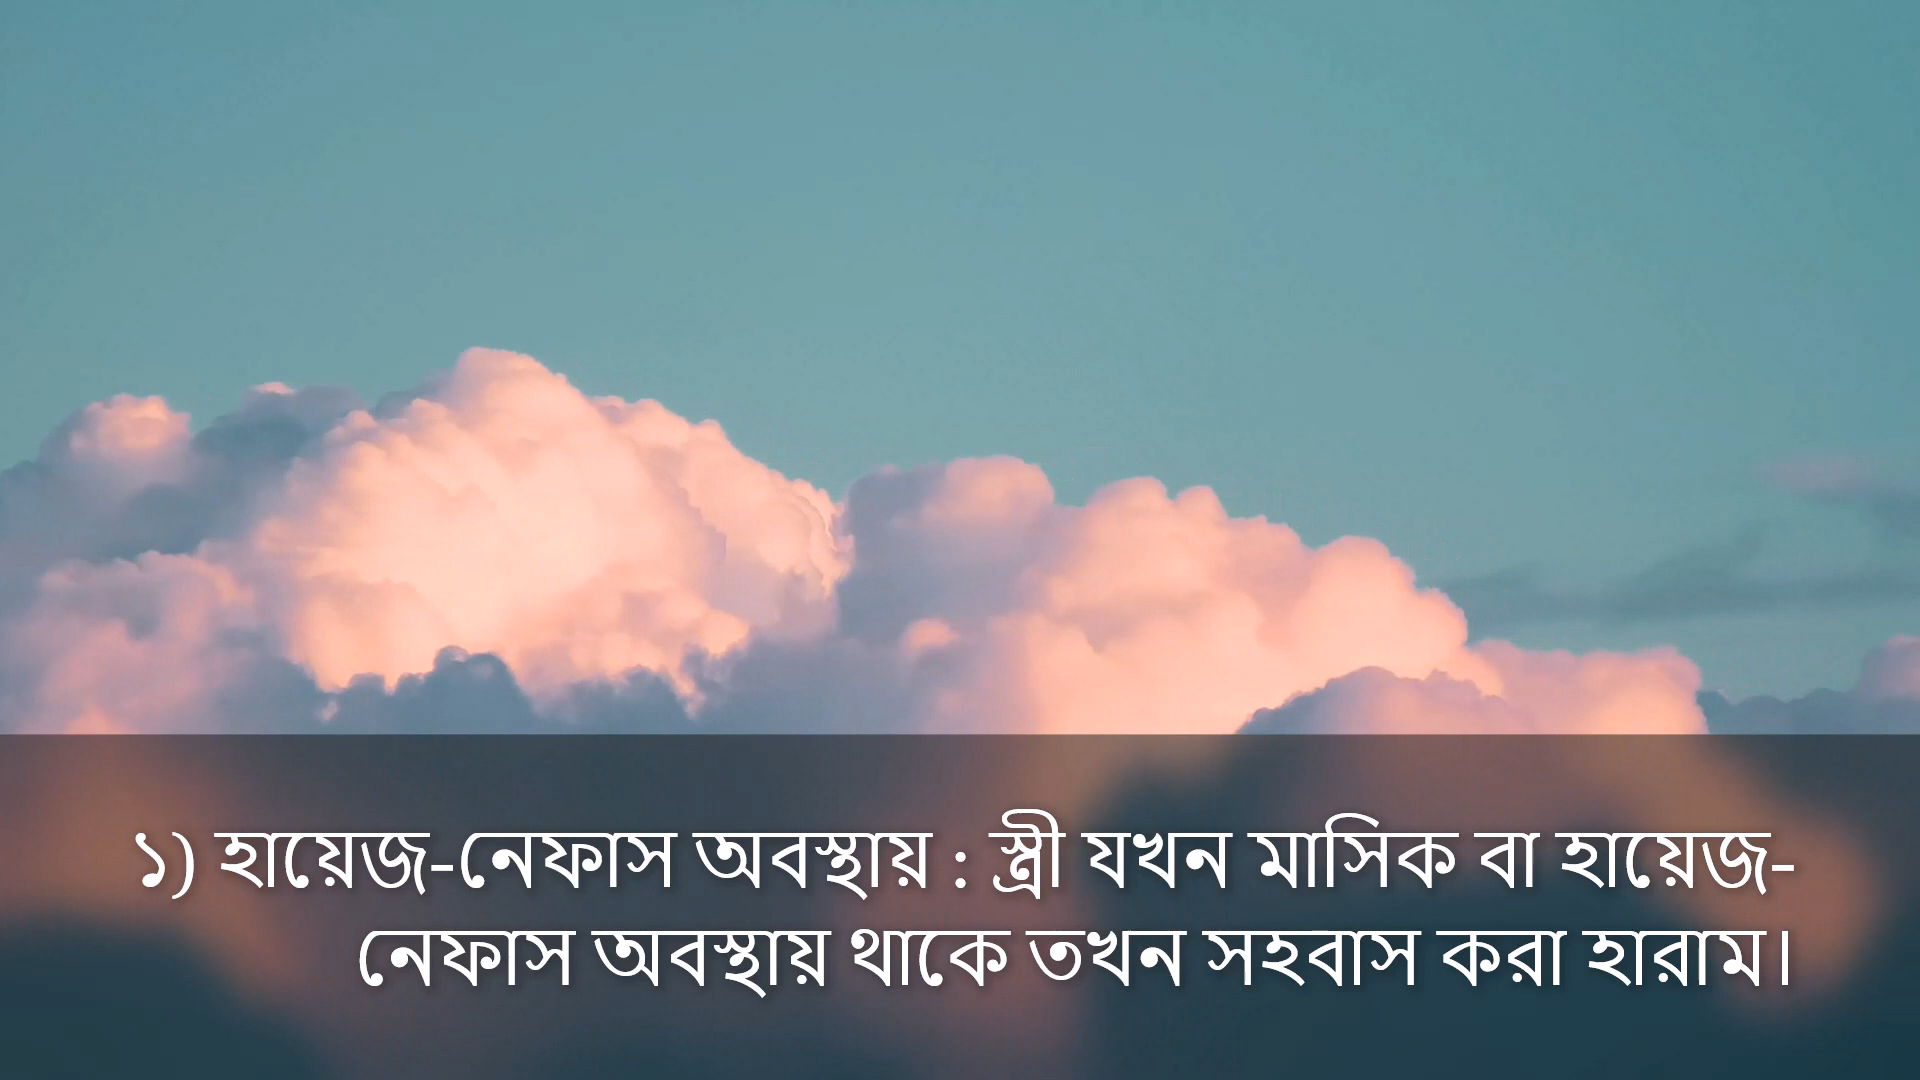 ১) হায়েজ-নেফাস অবস্থায় : স্ত্রী যখন মাসিক বা হায়েজ-
নেফাস অবস্থায় থাকে তখন সহবাস করা হারাম।